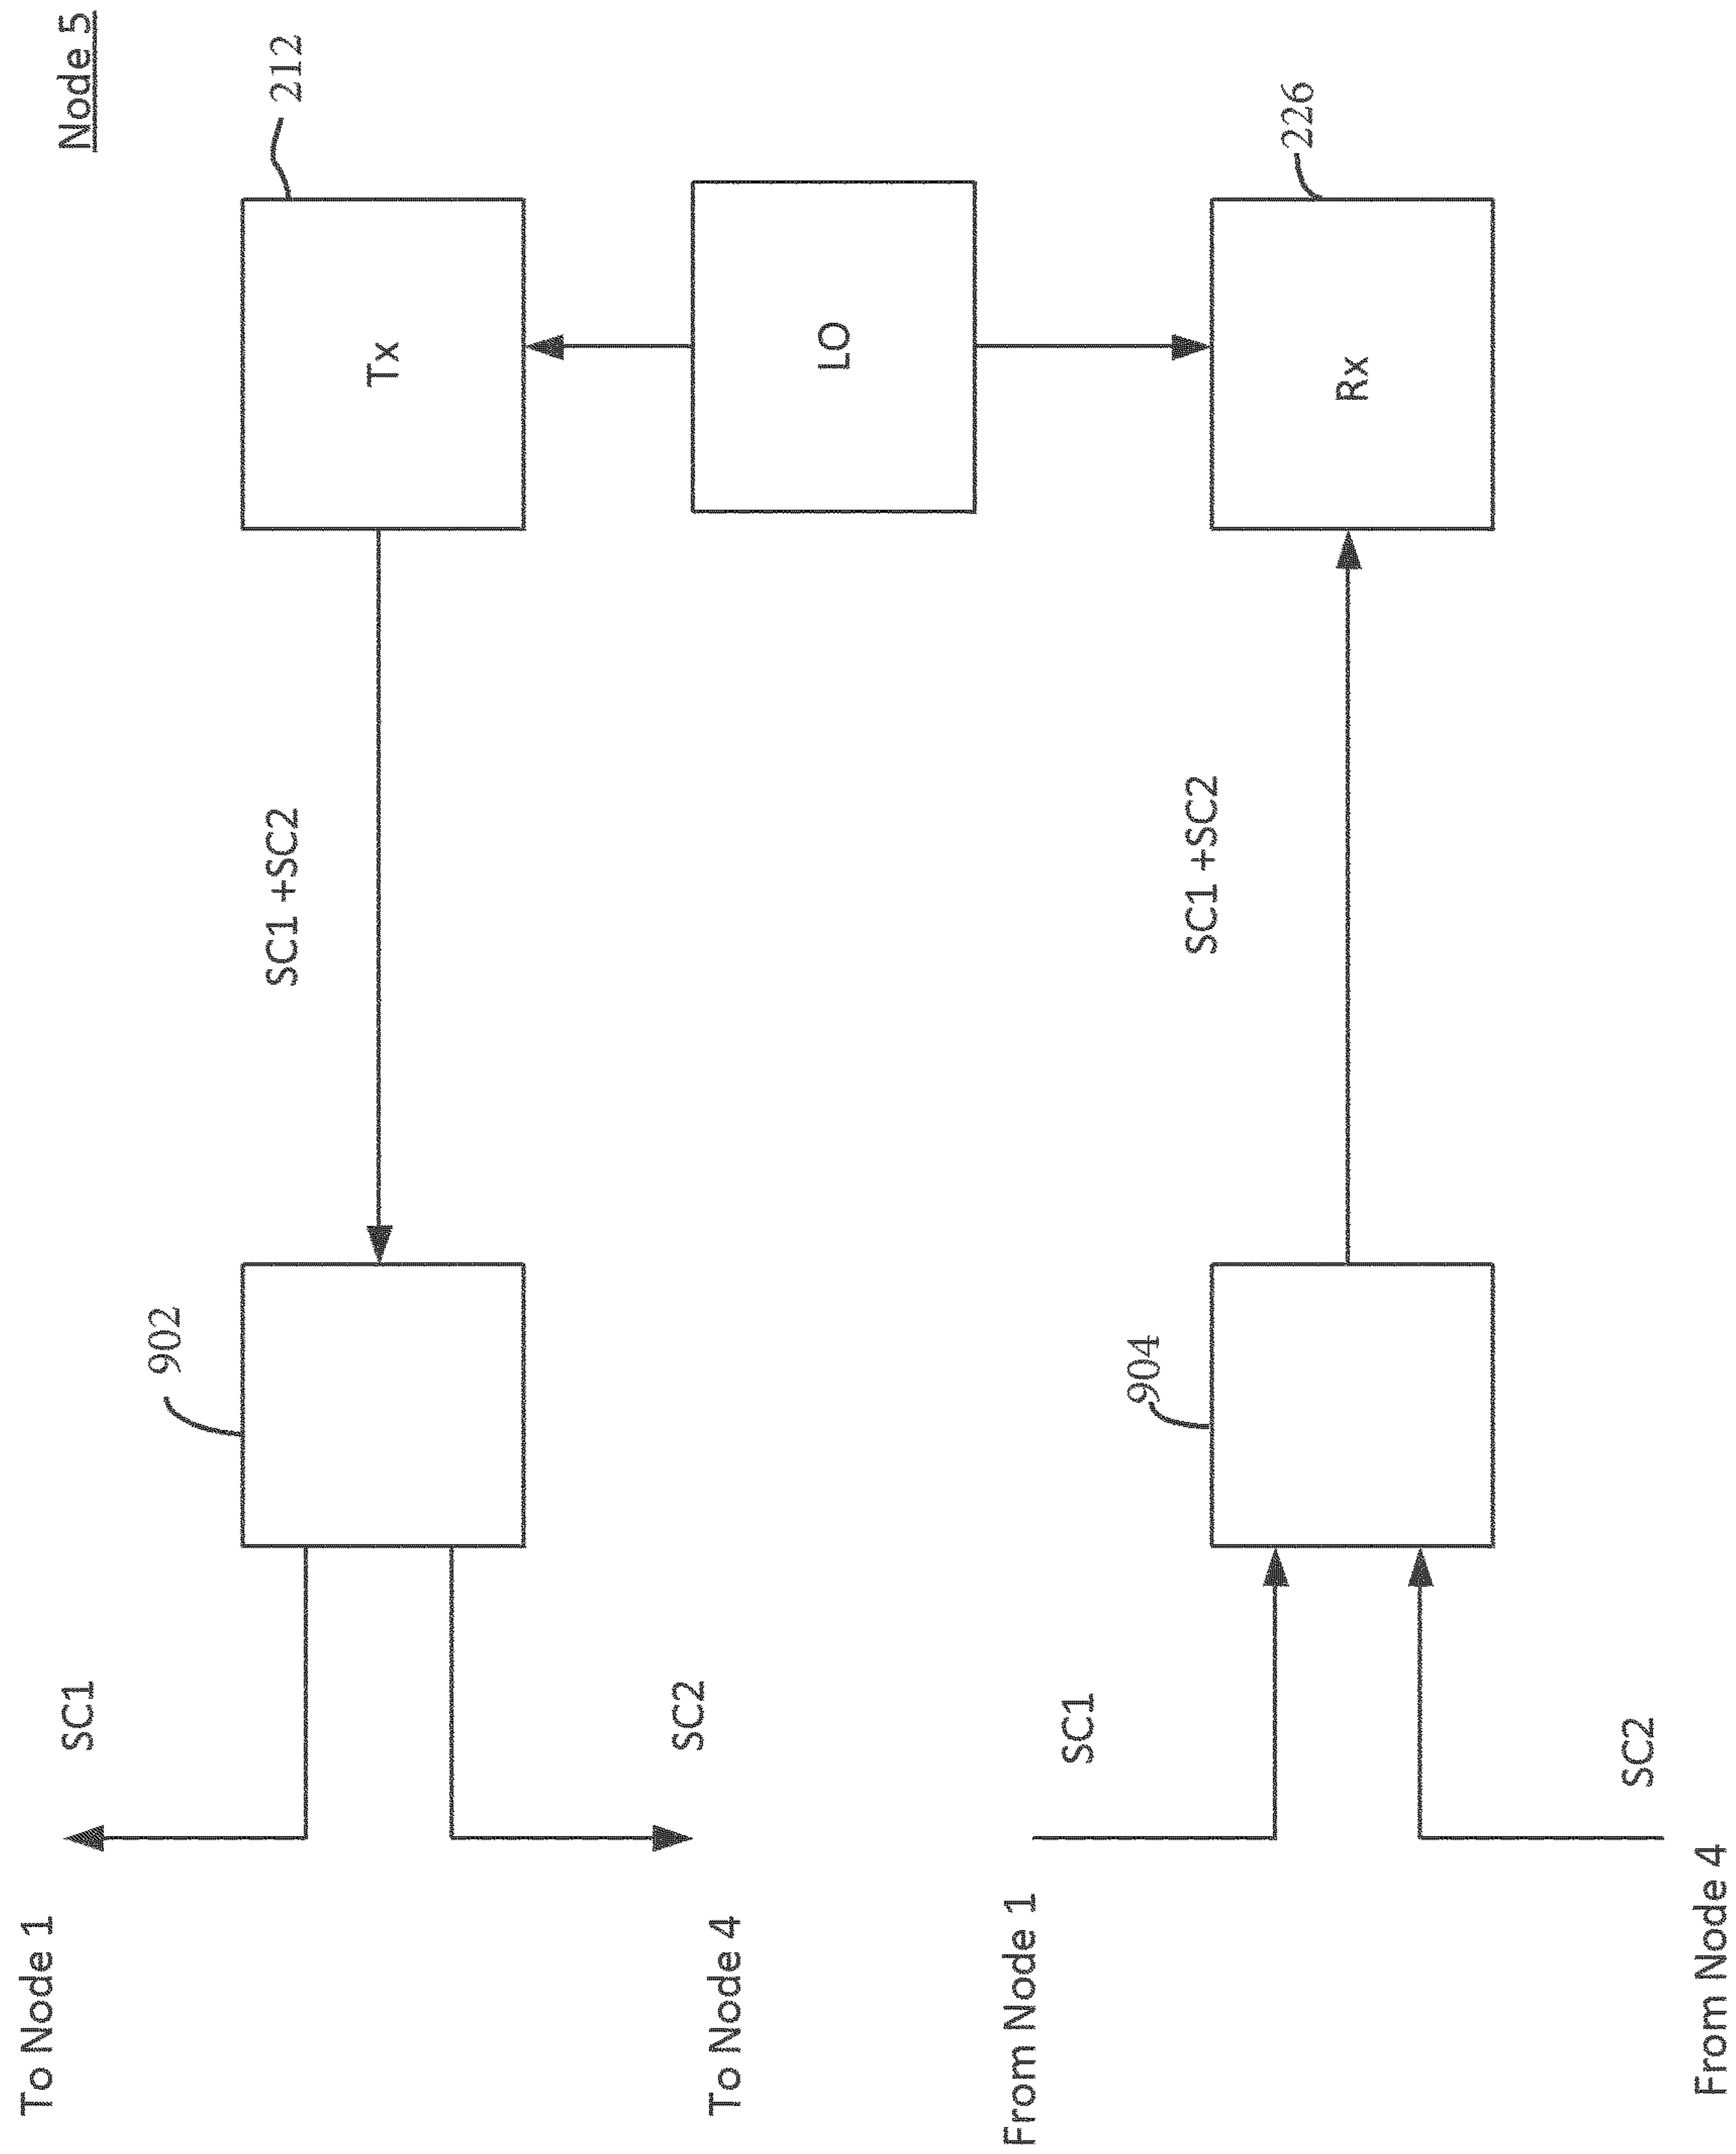 Node 5
To Node 1
SC1
902
SC1 +SC2
Tx
212
To Node 4
SC2
LO
From Node 1
SC1
904
SC1 +SC2
Rx
226
From Node 4
SC2